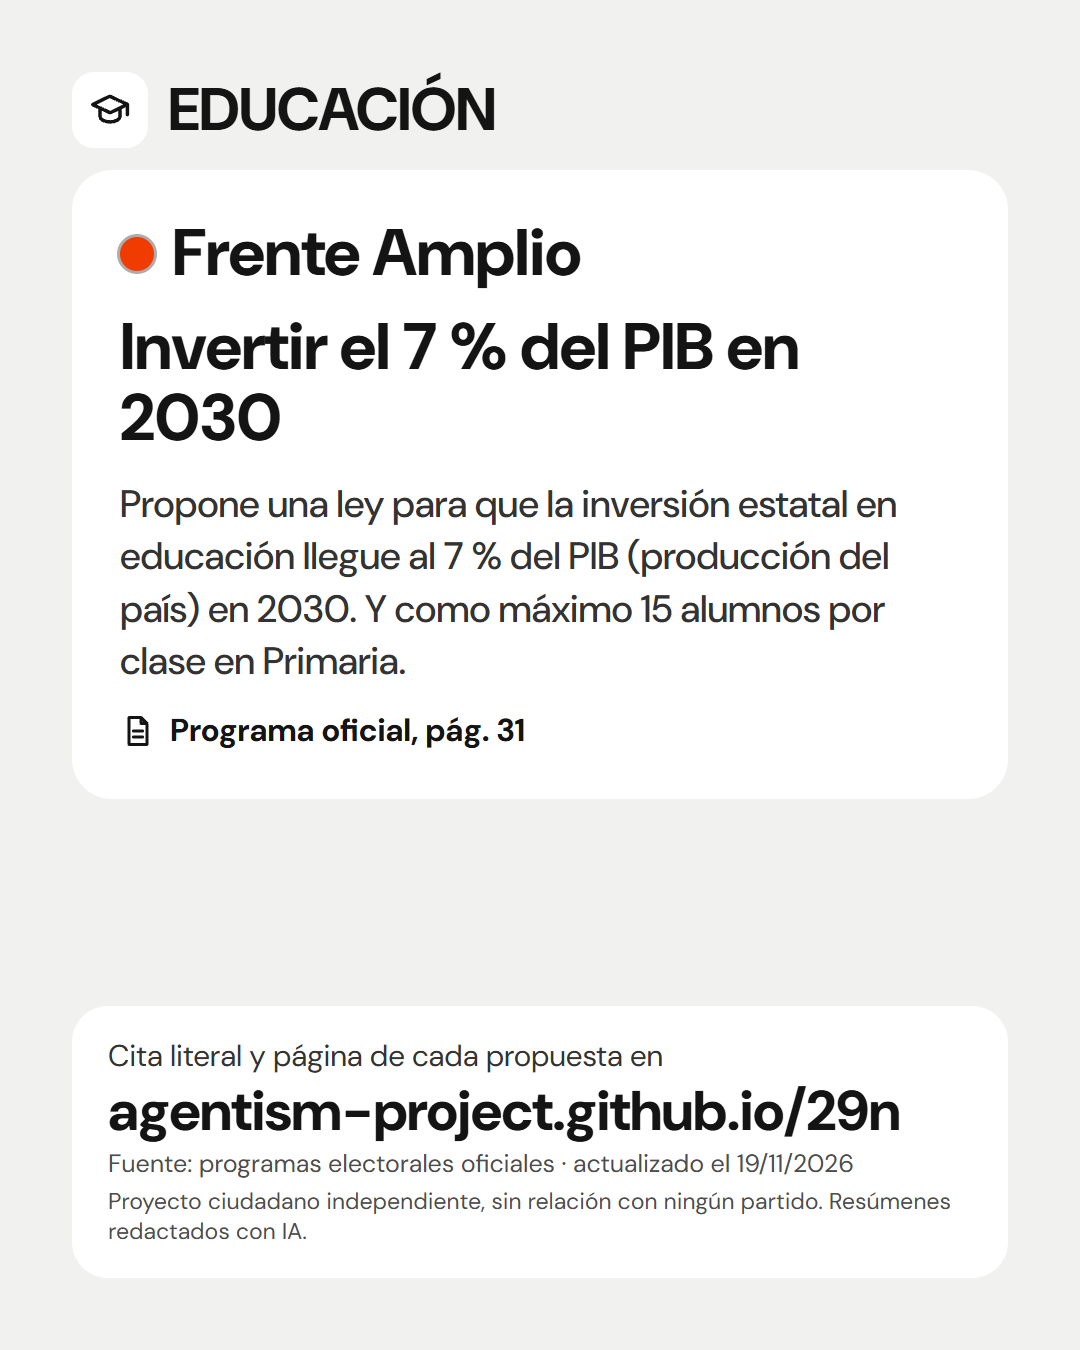 EDUCACIÓN
Frente Amplio
Invertir el 7 % del PIB en
2030
Propone una ley para que la inversión estatal en
educación llegue al 7 % del PIB (producción del
país) en 2030. Y como máximo 15 alumnos por
clase en Primaria.
Programa oficial, pág. 31
Cita literal y página de cada propuesta en
agentism-project.github.io/29n
Fuente: programas electorales oficiales · actualizado el 19/11/2026
Proyecto ciudadano independiente, sin relación con ningún partido. Resúmenes
redactados con IA.